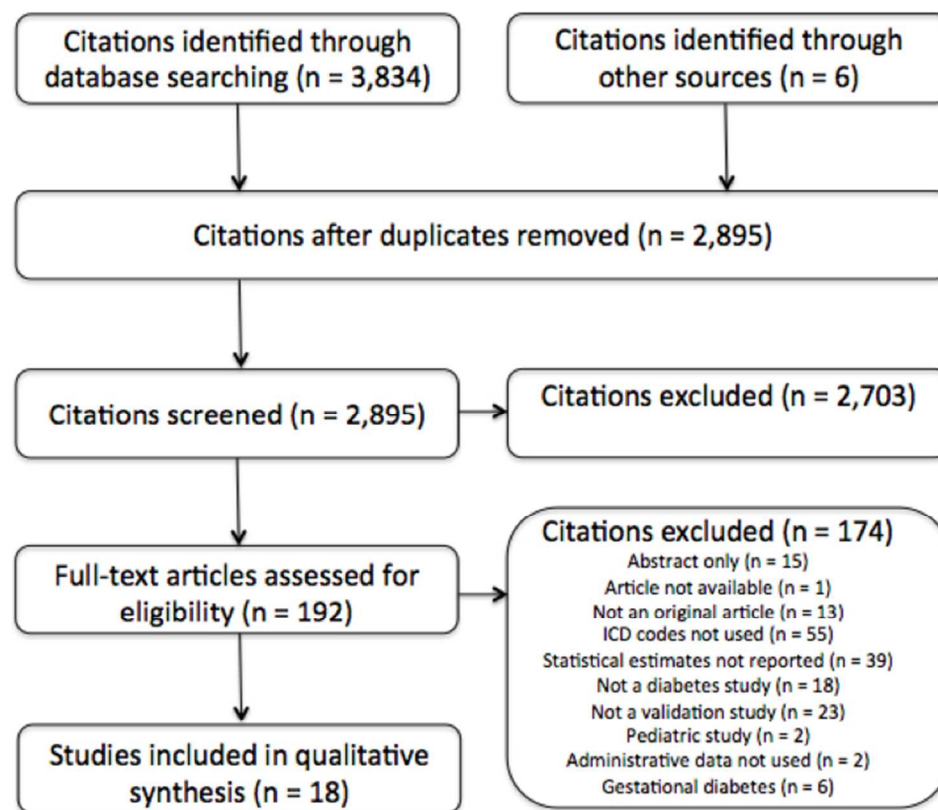 Citations identified through
database searching (n = 3,834)
Citations identified through
other sources (n = 6)
Citations after duplicates removed (n = 2,895)
Citations screened (n = 2,895)
Citations excluded (n = 2,703)
Full-text articles assessed for
eligibility (n = 192)
Citations excluded (n = 174)
Abstract only (n = 15)
Article not available (n = 1)
Not an original article (n = 13)
ICD codes not used (n = 55)
Statistical estimates not reported (n = 39)
Not a diabetes study (n = 18)
Not a validation study (n = 23)
Pediatric study (n = 2)
Administrative data not used (n = 2)
Gestational diabetes (n = 6)
Studies included in qualitative
synthesis (n = 18)